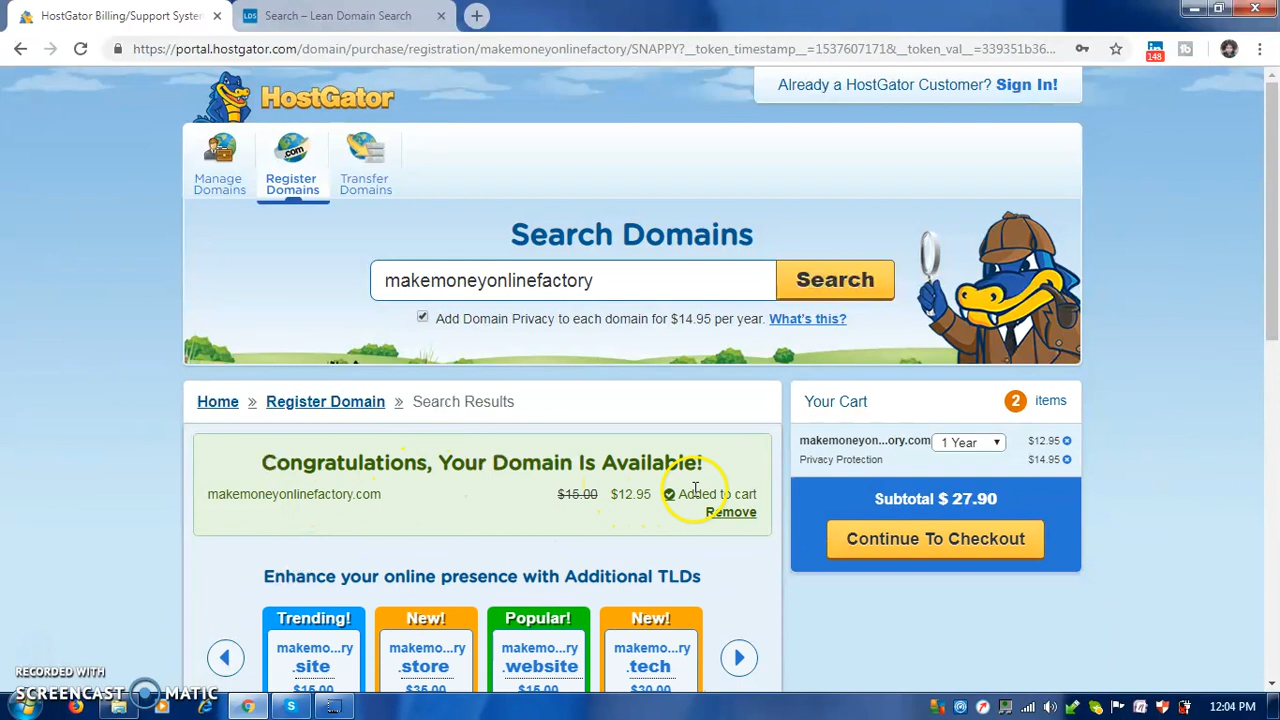 HostGator Billing/Support System
Search – Lean Domain Search
https://portal.hostgator.com/domain/purchase/registration/makemoneyonlinefactory/SNAPPY?__token_timestamp__=1537607171&__token_val__=339351b36...
148
HostGator
Already a HostGator Customer? Sign In!
.com
Manage Domains
Register Domains
Transfer Domains
Search Domains
makemoneyonlinefactory
Search
Add Domain Privacy to each domain for $14.95 per year. What's this?
Home » Register Domain » Search Results
Your Cart
2 items
makemoneyon...ory.com 1 Year $12.95
Privacy Protection $14.95
Subtotal $ 27.90
Continue To Checkout
Congratulations, Your Domain Is Available!
makemoneyonlinefactory.com $15.00 $12.95 Added to cart
Remove
Enhance your online presence with Additional TLDs
Trending! New! Popular! New!
makemo...ry makemo...ry makemo...ry makemo...ry
.site .store .website .tech
$15.00 $35.00 $15.00 $30.00
RECORDED WITH
SCREENCAST MATIC
12:04 PM